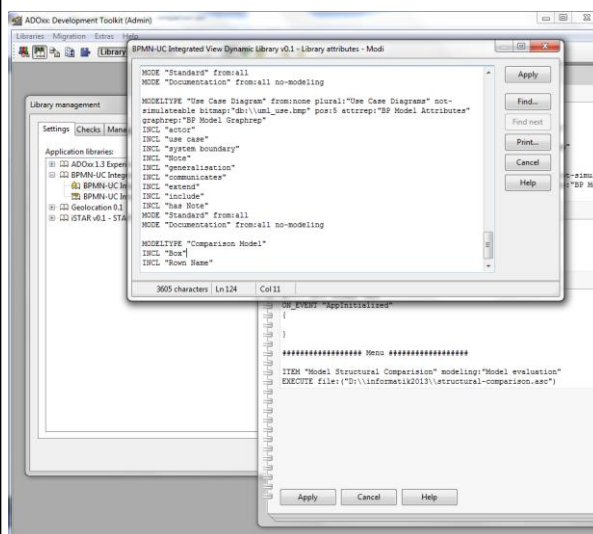 ADOxx: Development Toolkit (Admin)
Libraries Migration Extras Help
Library
BPMN-UC Integrated View Dynamic Library v0.1 - Library attributes - Modi
MODE "Standard" from:all
MODE "Documentation" from:all no-modeling
MODELTYPE "Use Case Diagram" from:none plural:"Use Case Diagrams" not-
simulateable bitmap:"db:\\uml_use.bmp" pos:5 attrrep:"BP Model Attributes"
graphrep:"BP Model Graphrep"
INCL "actor"
INCL "use case"
INCL "system boundary"
INCL "Note"
INCL "generalisation"
INCL "communicates"
INCL "extend"
INCL "include"
INCL "has Note"
MODE "Standard" from:all
MODE "Documentation" from:all no-modeling
MODELTYPE "Comparison Model"
INCL "Box"
INCL "Rown Name"
3605 characters Ln 124 Col 11
Apply
Find...
Find next
Print...
Cancel
Help
Library management
Settings Checks Mana
Application libraries:
ADOxx 1.3 Experi
BPMN-UC Integ
BPMN-UC In
BPMN-UC In
Geolocation 0.1
iSTAR v0.1 - STA
ot-simu
:"BP M
ON_EVENT "AppInitialized"
{
}
################## Menu ##################
ITEM "Model Structural Comparision" modeling:"Model evaluation"
EXECUTE file:("D:\\informatik2013\\structural-comparison.asc")
Apply Cancel Help